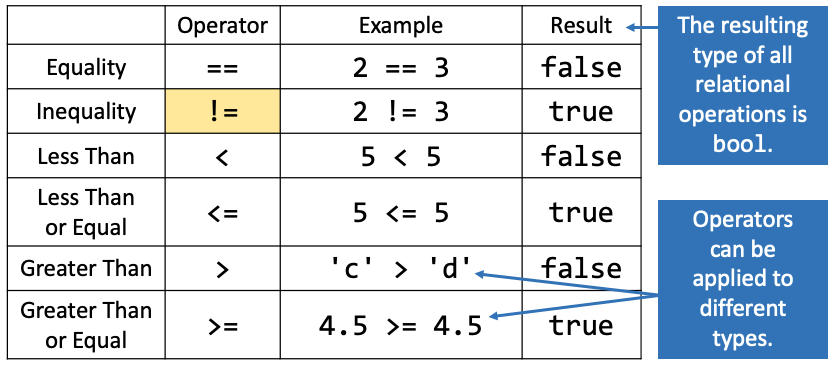 Operator Example Result
Equality == 2 == 3 false
Inequality != 2 != 3 true
Less Than < 5 < 5 false
Less Than
or Equal <= 5 <= 5 true
Greater Than > 'c' > 'd' false
Greater Than
or Equal >= 4.5 >= 4.5 true
The resulting
type of all
relational
operations is
bool.
Operators
can be
applied to
different
types.